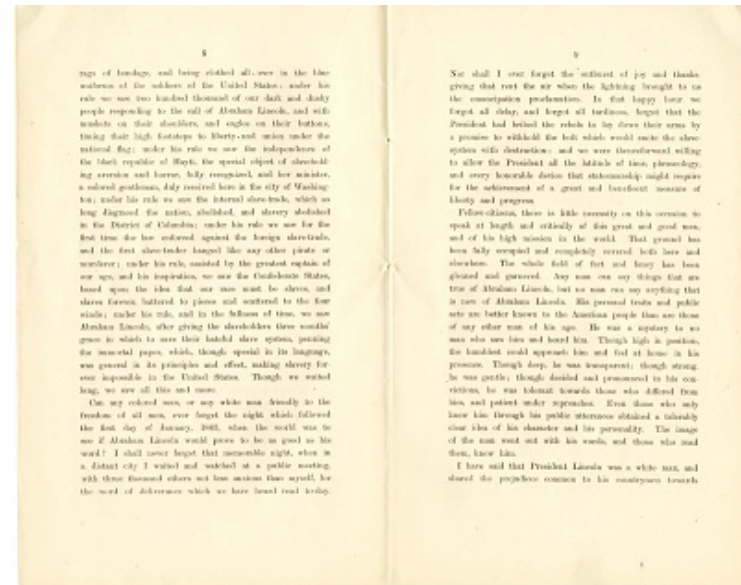 8
rags of bondage, and being clothed all over in the blue
uniforms of the soldiers of the United States; under his
rule we saw two hundred thousand of our dark and dusky
people responding to the call of Abraham Lincoln, and with
muskets on their shoulders, and eagles on their buttons,
timing their high footsteps to liberty and union under the
national flag; under his rule we saw the independence of
the black republic of Hayti, the special object of slavehold-
ing aversion and horror, fully recognized, and her minister,
a colored gentleman, duly received here in the city of Washing-
ton; under his rule we saw the internal slave-trade, which so
long disgraced the nation, abolished, and slavery abolished
in the District of Columbia; under his rule we saw for the
first time the law enforced against the foreign slave-trade,
and the first slave-trader hanged like any other pirate or
murderer; under his rule, assisted by the greatest captain of
our age, and his inspiration, we saw the Confederate States,
based upon the idea that our race must be slaves, and
slaves forever, battered to pieces and scattered to the four
winds; under his rule, and in the fullness of time, we saw
Abraham Lincoln, after giving the slaveholders three months'
grace in which to save their hateful slave system, penning
the immortal paper, which, though special in its language,
was general in its principles and effect, making slavery for-
ever impossible in the United States. Though we waited
long, we saw all this and more.
Can any colored man, or any white man friendly to the
freedom of all men, ever forget the night which followed
the first day of January, 1863, when the world was to
see if Abraham Lincoln would prove to be as good as his
word? I shall never forget that memorable night, when in
a distant city I waited and watched at a public meeting,
with three thousand others not less anxious than myself, for
the word of deliverance which we have heard read to-day.
9
Nor shall I ever forget the outburst of joy and thanks-
giving that rent the air when the lightning brought to us
the emancipation proclamation. In that happy hour we
forgot all delay, and forgot all tardiness, forgot that the
President had bribed the rebels to lay down their arms by
a promise to withhold the bolt which would smite the slave-
system with destruction; and we were thenceforward willing
to allow the President all the latitude of time, phraseology,
and every honorable device that statesmanship might require
for the achievement of a great and beneficent measure of
liberty and progress.
Fellow-citizens, there is little necessity on this occasion to
speak at length and critically of this great and good man,
and of his high mission in the world. That ground has
been fully occupied and completely covered both here and
elsewhere. The whole field of fact and fancy has been
gleaned and garnered. Any man can say things that are
true of Abraham Lincoln, but no man can say anything that
is new of Abraham Lincoln. His personal traits and public
acts are better known to the American people than are those
of any other man of his age. He was a mystery to no
man who saw him and heard him. Though high in position,
the humblest could approach him and feel at home in his
presence. Though deep, he was transparent; though strong,
he was gentle; though decided and pronounced in his con-
victions, he was tolerant towards those who differed from
him, and patient under reproaches. Even those who only
knew him through his public utterances obtained a tolerably
clear idea of his character and his personality. The image
of the man went out with his words, and those who read
them, knew him.
I have said that President Lincoln was a white man, and
shared the prejudices common to his countrymen towards